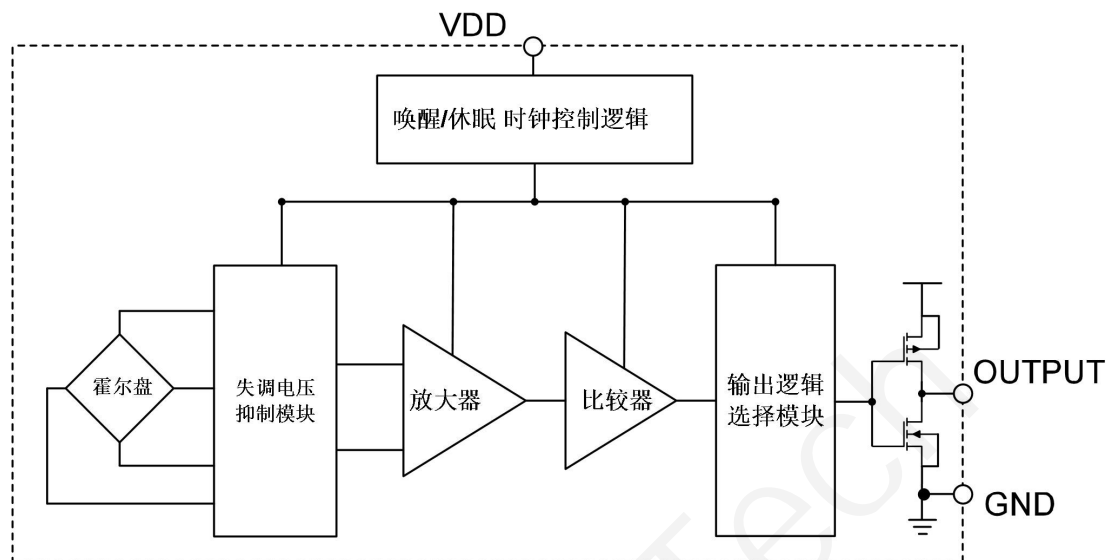 VDD
唤醒/休眠 时钟控制逻辑
霍尔盘
失调电压
抑制模块
放大器
比较器
输出逻辑
选择模块
OUTPUT
GND
Tech